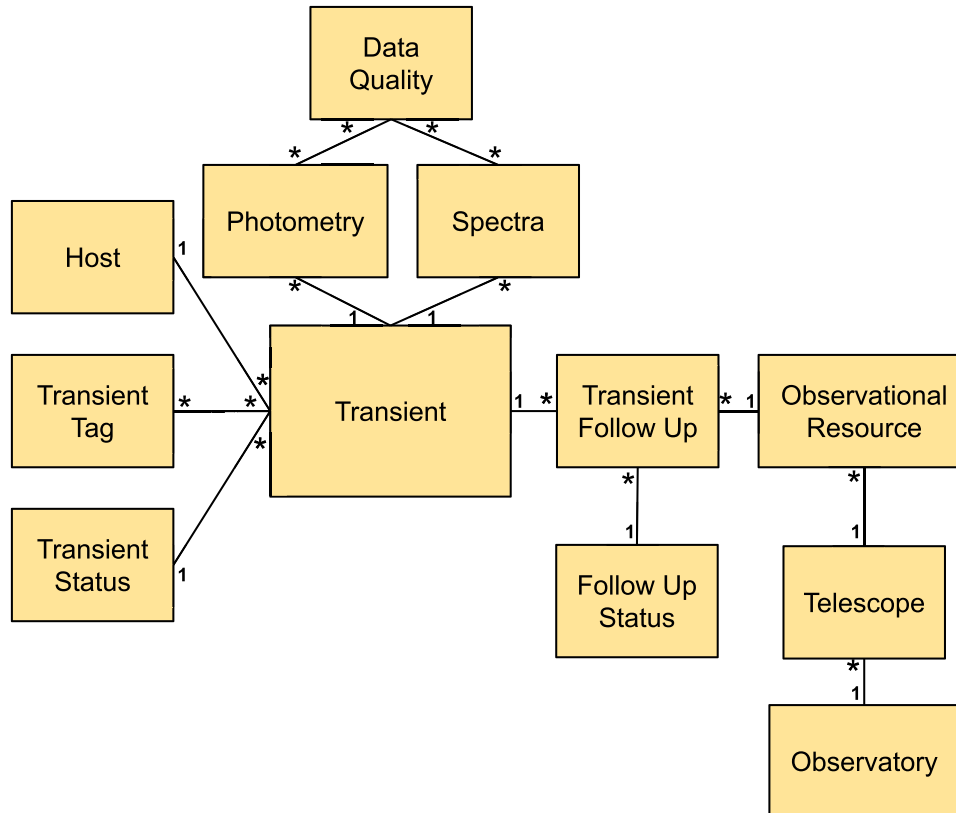 Data
Quality
* *
* *
Photometry
Spectra
Host
1
* *
1 1
*
Transient
Tag
* *
Transient
1 *
Transient
Follow Up
* 1
Observational
Resource
*
* *
Transient
Status
1
1 1
Follow Up
Status
Telescope
*
1
Observatory